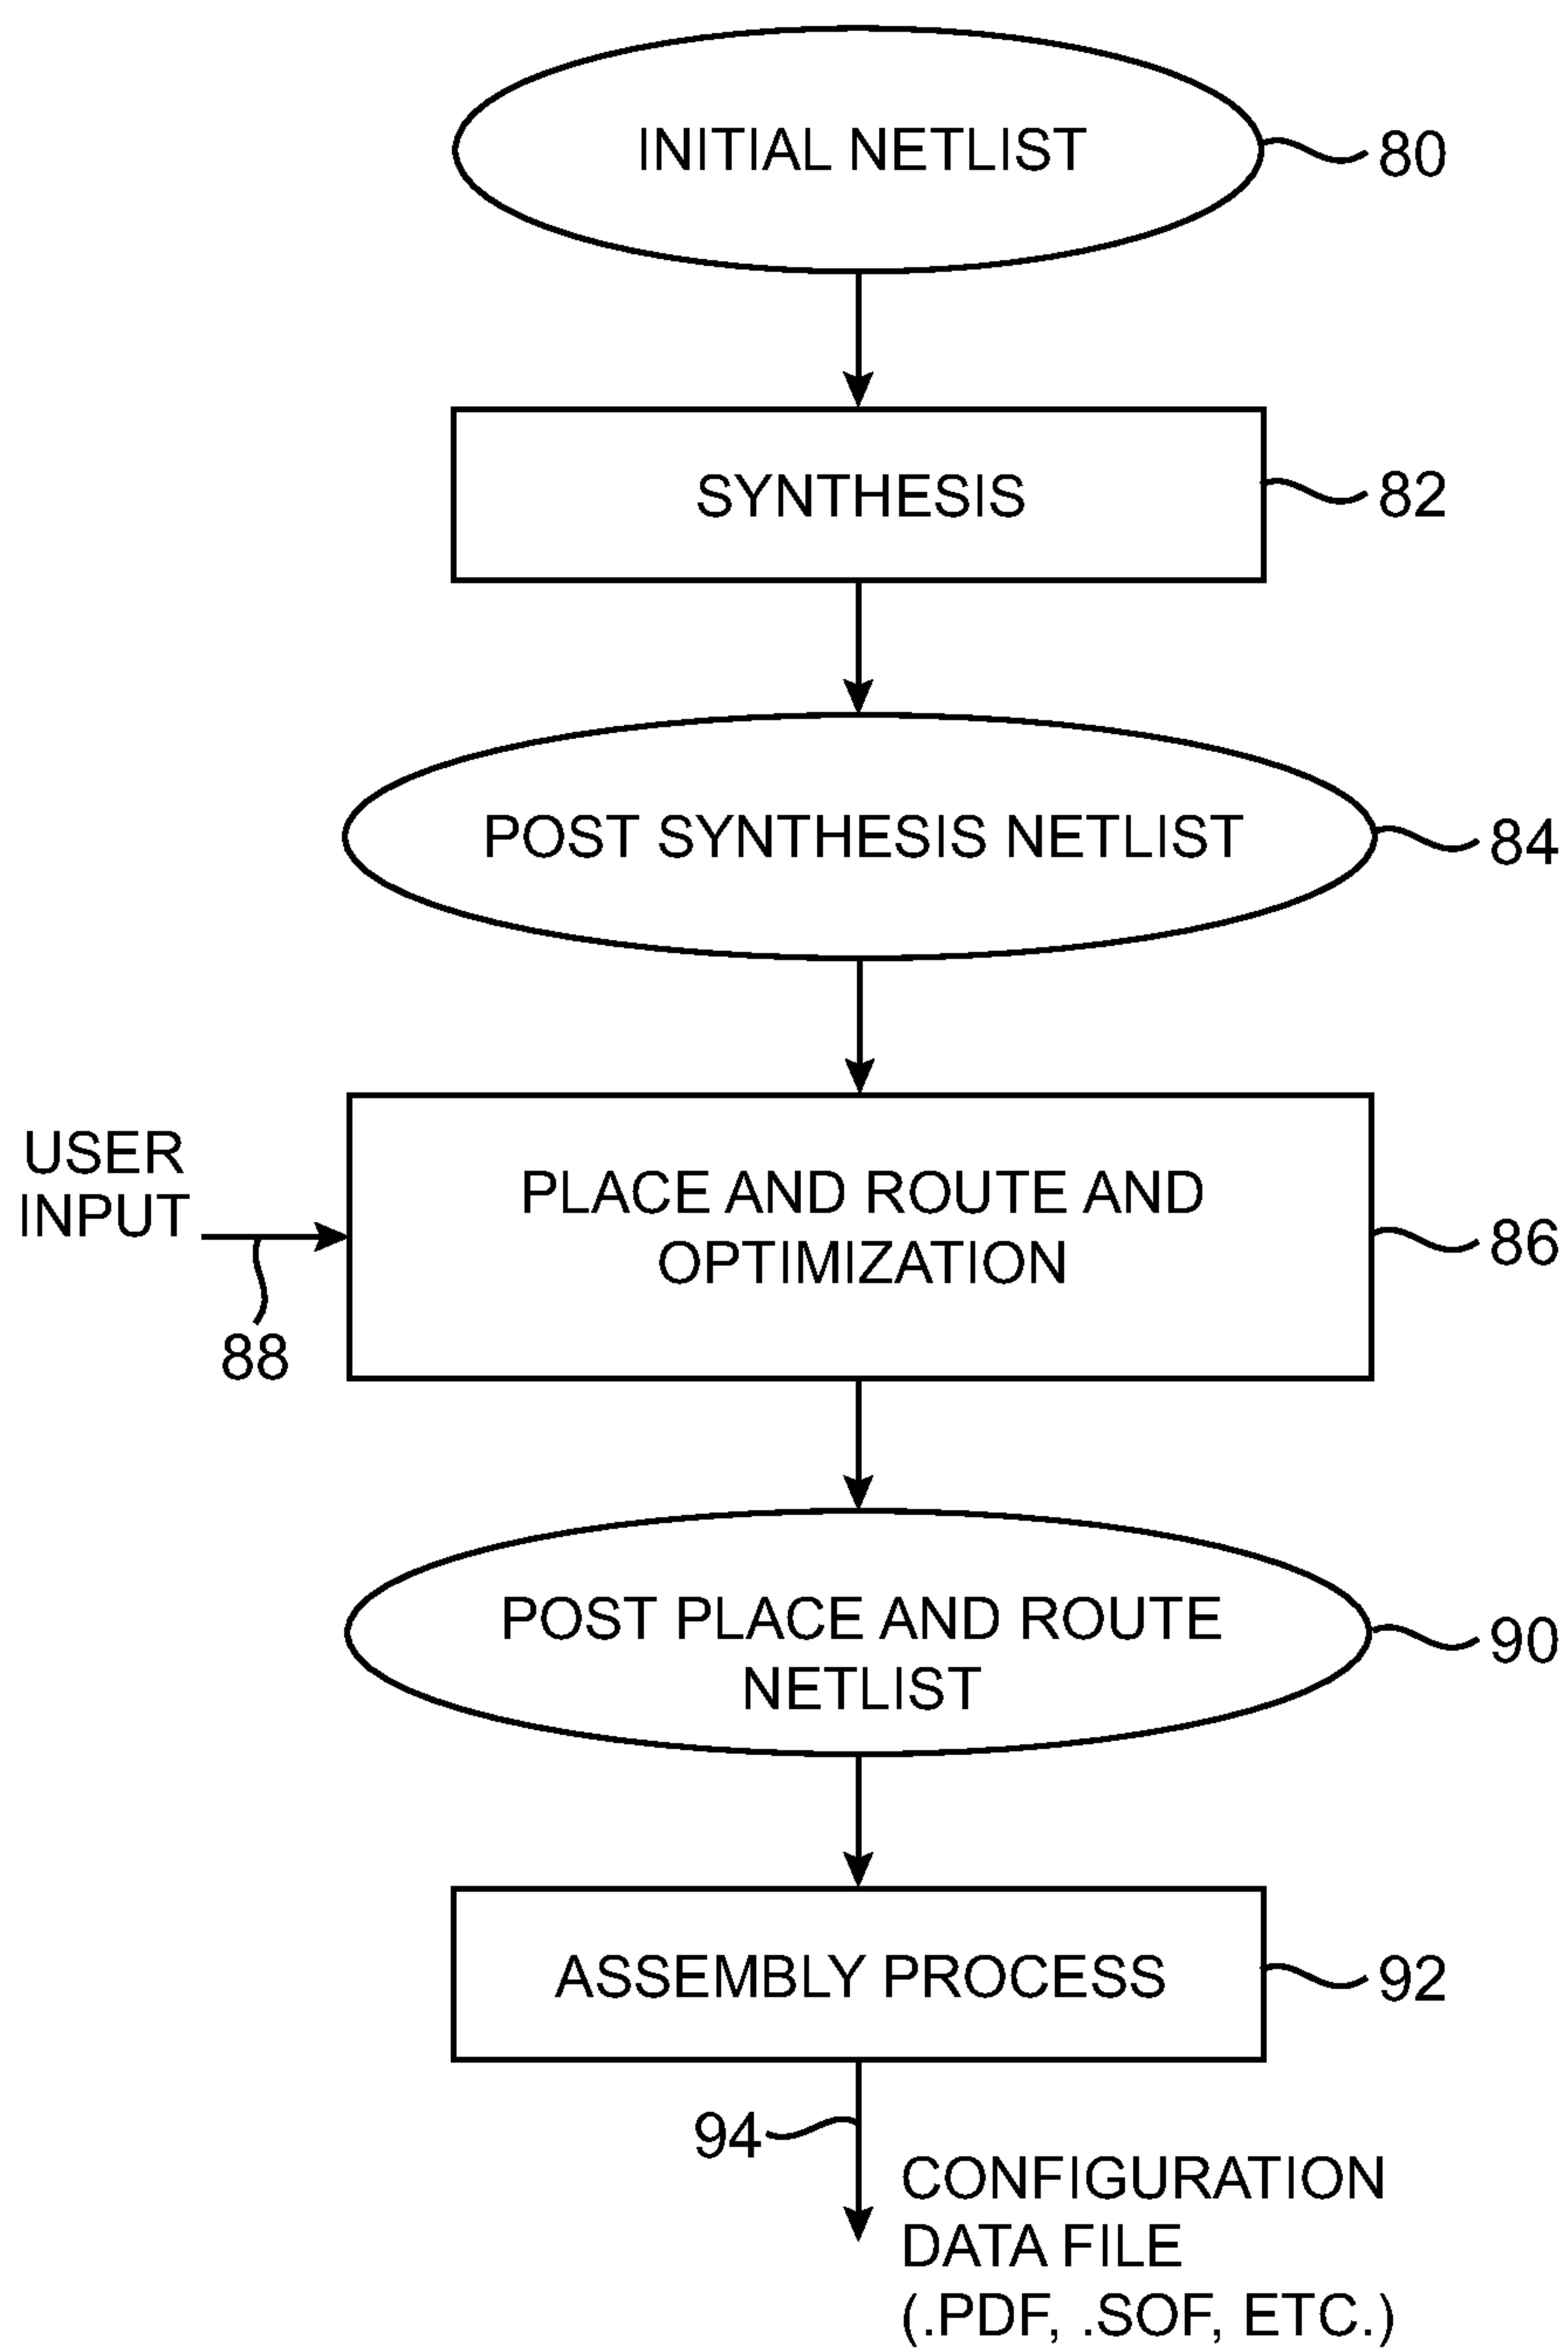 INITIAL NETLIST
80
SYNTHESIS
82
POST SYNTHESIS NETLIST
84
USER
INPUT
88
PLACE AND ROUTE AND
OPTIMIZATION
86
POST PLACE AND ROUTE
NETLIST
90
ASSEMBLY PROCESS
92
94
CONFIGURATION
DATA FILE
(.PDF, .SOF, ETC.)